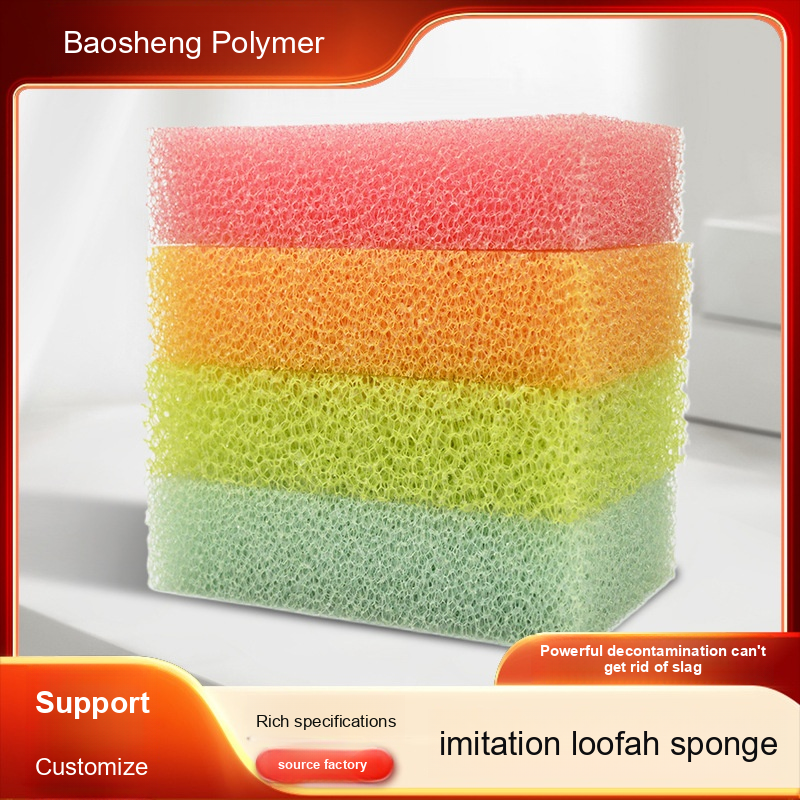 Baosheng Polymer
Powerful decontamination can't
get rid of slag
Support
Rich specifications
imitation loofah sponge
Customize
source factory